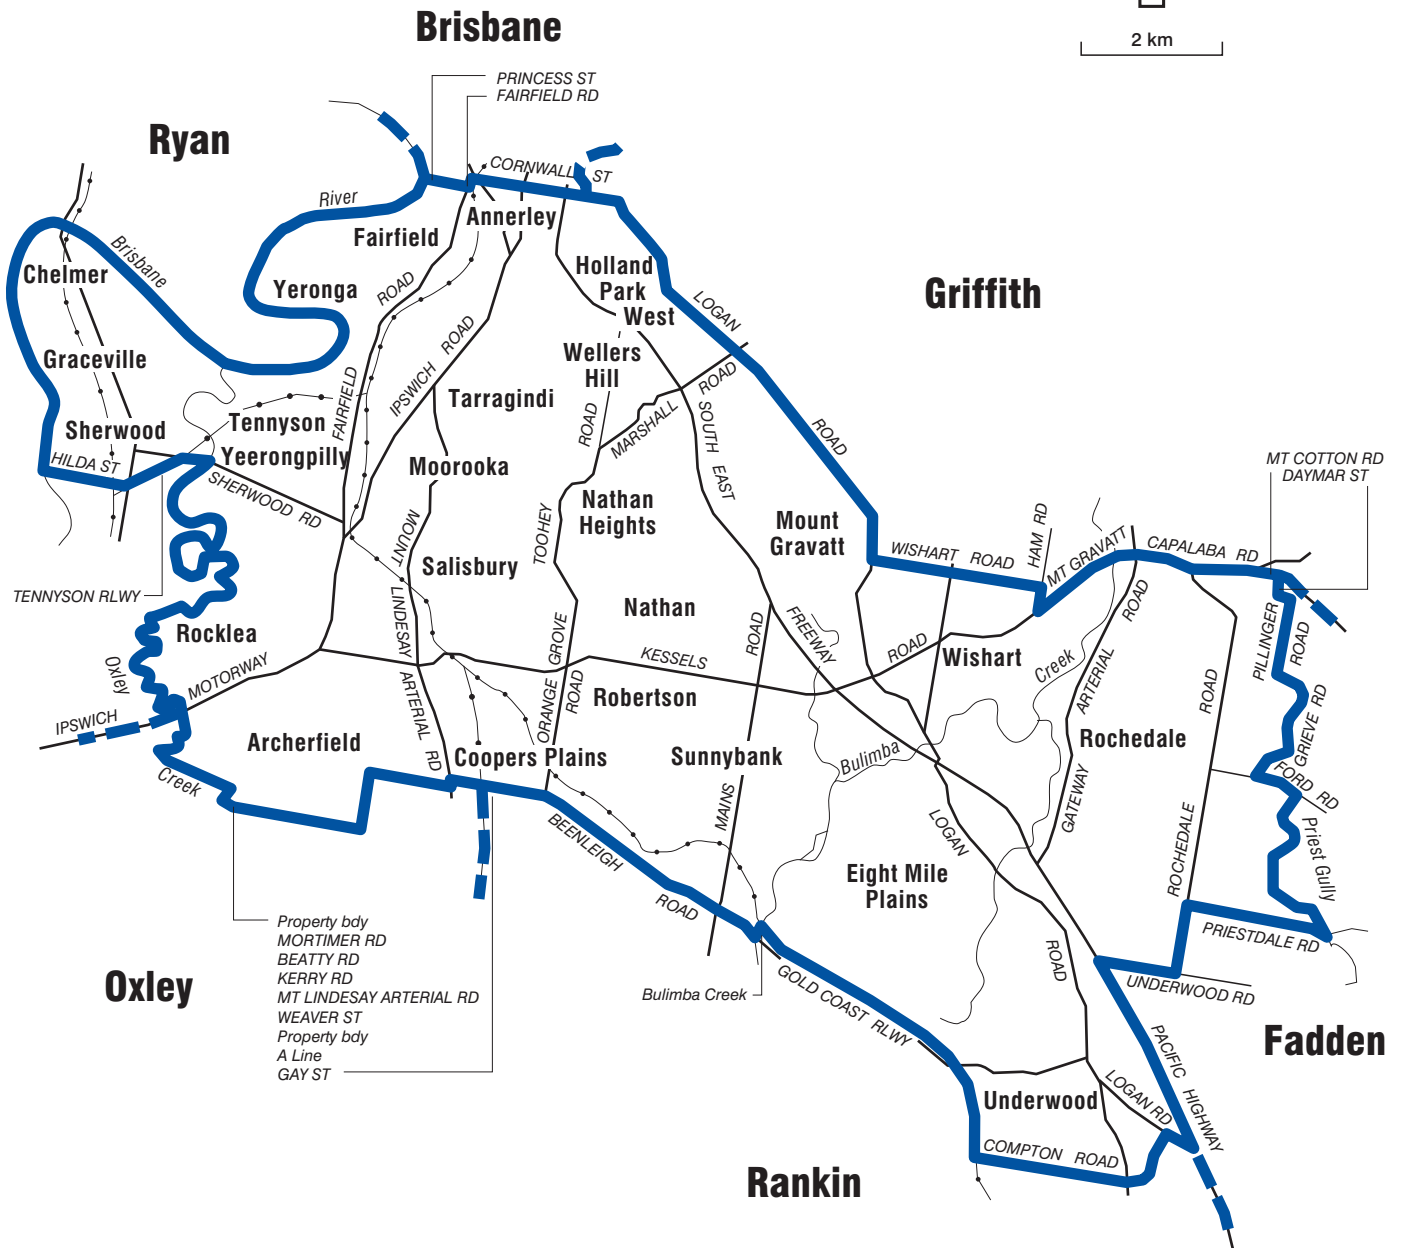 2 km
Brisbane
PRINCESS ST
FAIRFIELD RD
Ryan
CORNWALL ST
River
Annerley
Fairfield
Brisbane
Chelmer
Holland
Park
West
Yeronga
ROAD
Griffith
LOGAN
ROAD
Graceville
IPSWICH ROAD
Wellers
Hill
ROAD
FAIRFIELD
Tarragindi
MARSHALL
SOUTH EAST
Sherwood
Tennyson
Yeerongpilly
ROAD
HILDA ST
SHERWOOD RD
Moorooka
MT COTTON RD
DAYMAR ST
Nathan
Heights
Mount
Gravatt
TOOHEY
MOUNT
HAM RD
WISHART ROAD
MT GRAVATT
CAPALABA RD
Salisbury
TENNYSON RLWY
LINDESAY
Nathan
ROAD
FREEWAY
ROAD
PILLINGER
ROAD
Rocklea
Oxley
MOTORWAY
GROVE
KESSELS
ROAD
Wishart
Creek
ARTERIAL
ROAD
IPSWICH
ARTERIAL RD
ORANGE
ROAD
Robertson
GRIEVE RD
Archerfield
Coopers Plains
Sunnybank
Bulimba
Rochedale
Creek
MAINS
GATEWAY
FORD RD
BEENLEIGH
LOGAN
ROCHEDALE
Priest Gully
Eight Mile
Plains
ROAD
Property bdy
MORTIMER RD
BEATTY RD
KERRY RD
MT LINDESAY ARTERIAL RD
WEAVER ST
Property bdy
A Line
GAY ST
PRIESTDALE RD
ROAD
Oxley
Bulimba Creek
GOLD COAST RLWY
UNDERWOOD RD
Fadden
PACIFIC HIGHWAY
Underwood
LOGAN RD
COMPTON ROAD
Rankin